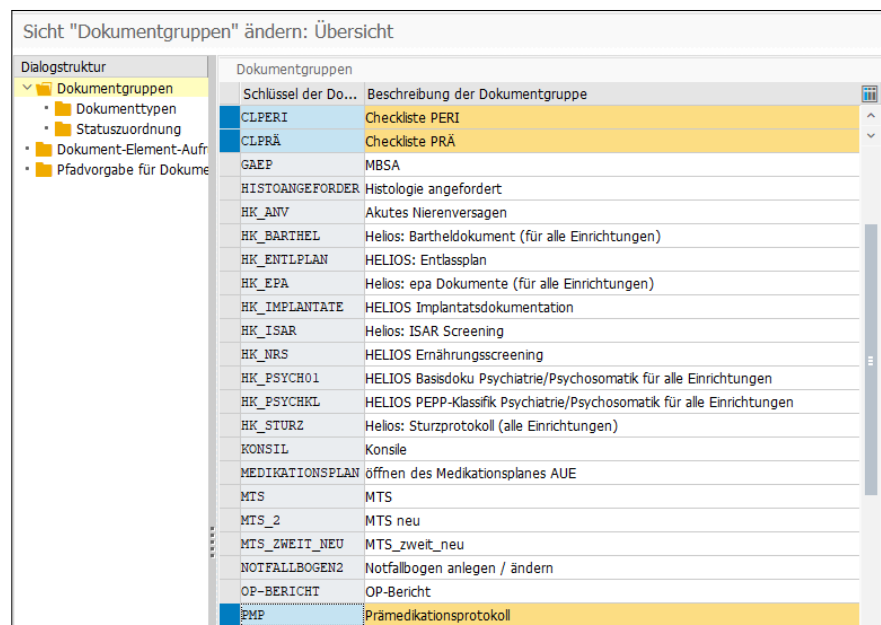 Sicht "Dokumentgruppen" ändern: Übersicht
Dialogstruktur
Dokumentgruppen
Dokumenttypen
Statuszuordnung
Dokument-Element-Aufr
Pfadvorgabe für Dokume
Dokumentgruppen
Schlüssel der Do... Beschreibung der Dokumentgruppe
CLPERI Checkliste PERI
CLPRÄ Checkliste PRÄ
GAEP MBSA
HISTOANGEFORDER Histologie angefordert
HK_ANV Akutes Nierenversagen
HK_BARTHEL Helios: Bartheldokument (für alle Einrichtungen)
HK_ENTLPLAN HELIOS: Entlassplan
HK_EPA Helios: epa Dokumente (für alle Einrichtungen)
HK_IMPLANTATE HELIOS Implantatsdokumentation
HK_ISAR Helios: ISAR Screening
HK_NRS HELIOS Ernährungsscreening
HK_PSYCH01 HELIOS Basisdoku Psychiatrie/Psychosomatik für alle Einrichtungen
HK_PSYCHKL HELIOS PEPP-Klassifik Psychiatrie/Psychosomatik für alle Einrichtungen
HK_STURZ Helios: Sturzprotokoll (alle Einrichtungen)
KONSIL Konsile
MEDIKATIONSPLAN öffnen des Medikationsplanes AUE
MTS MTS
MTS_2 MTS neu
MTS_ZWEIT_NEU MTS_zweit_neu
NOTFALLBOGEN2 Notfallbogen anlegen / ändern
OP-BERICHT OP-Bericht
PMP Prämedikationsprotokoll